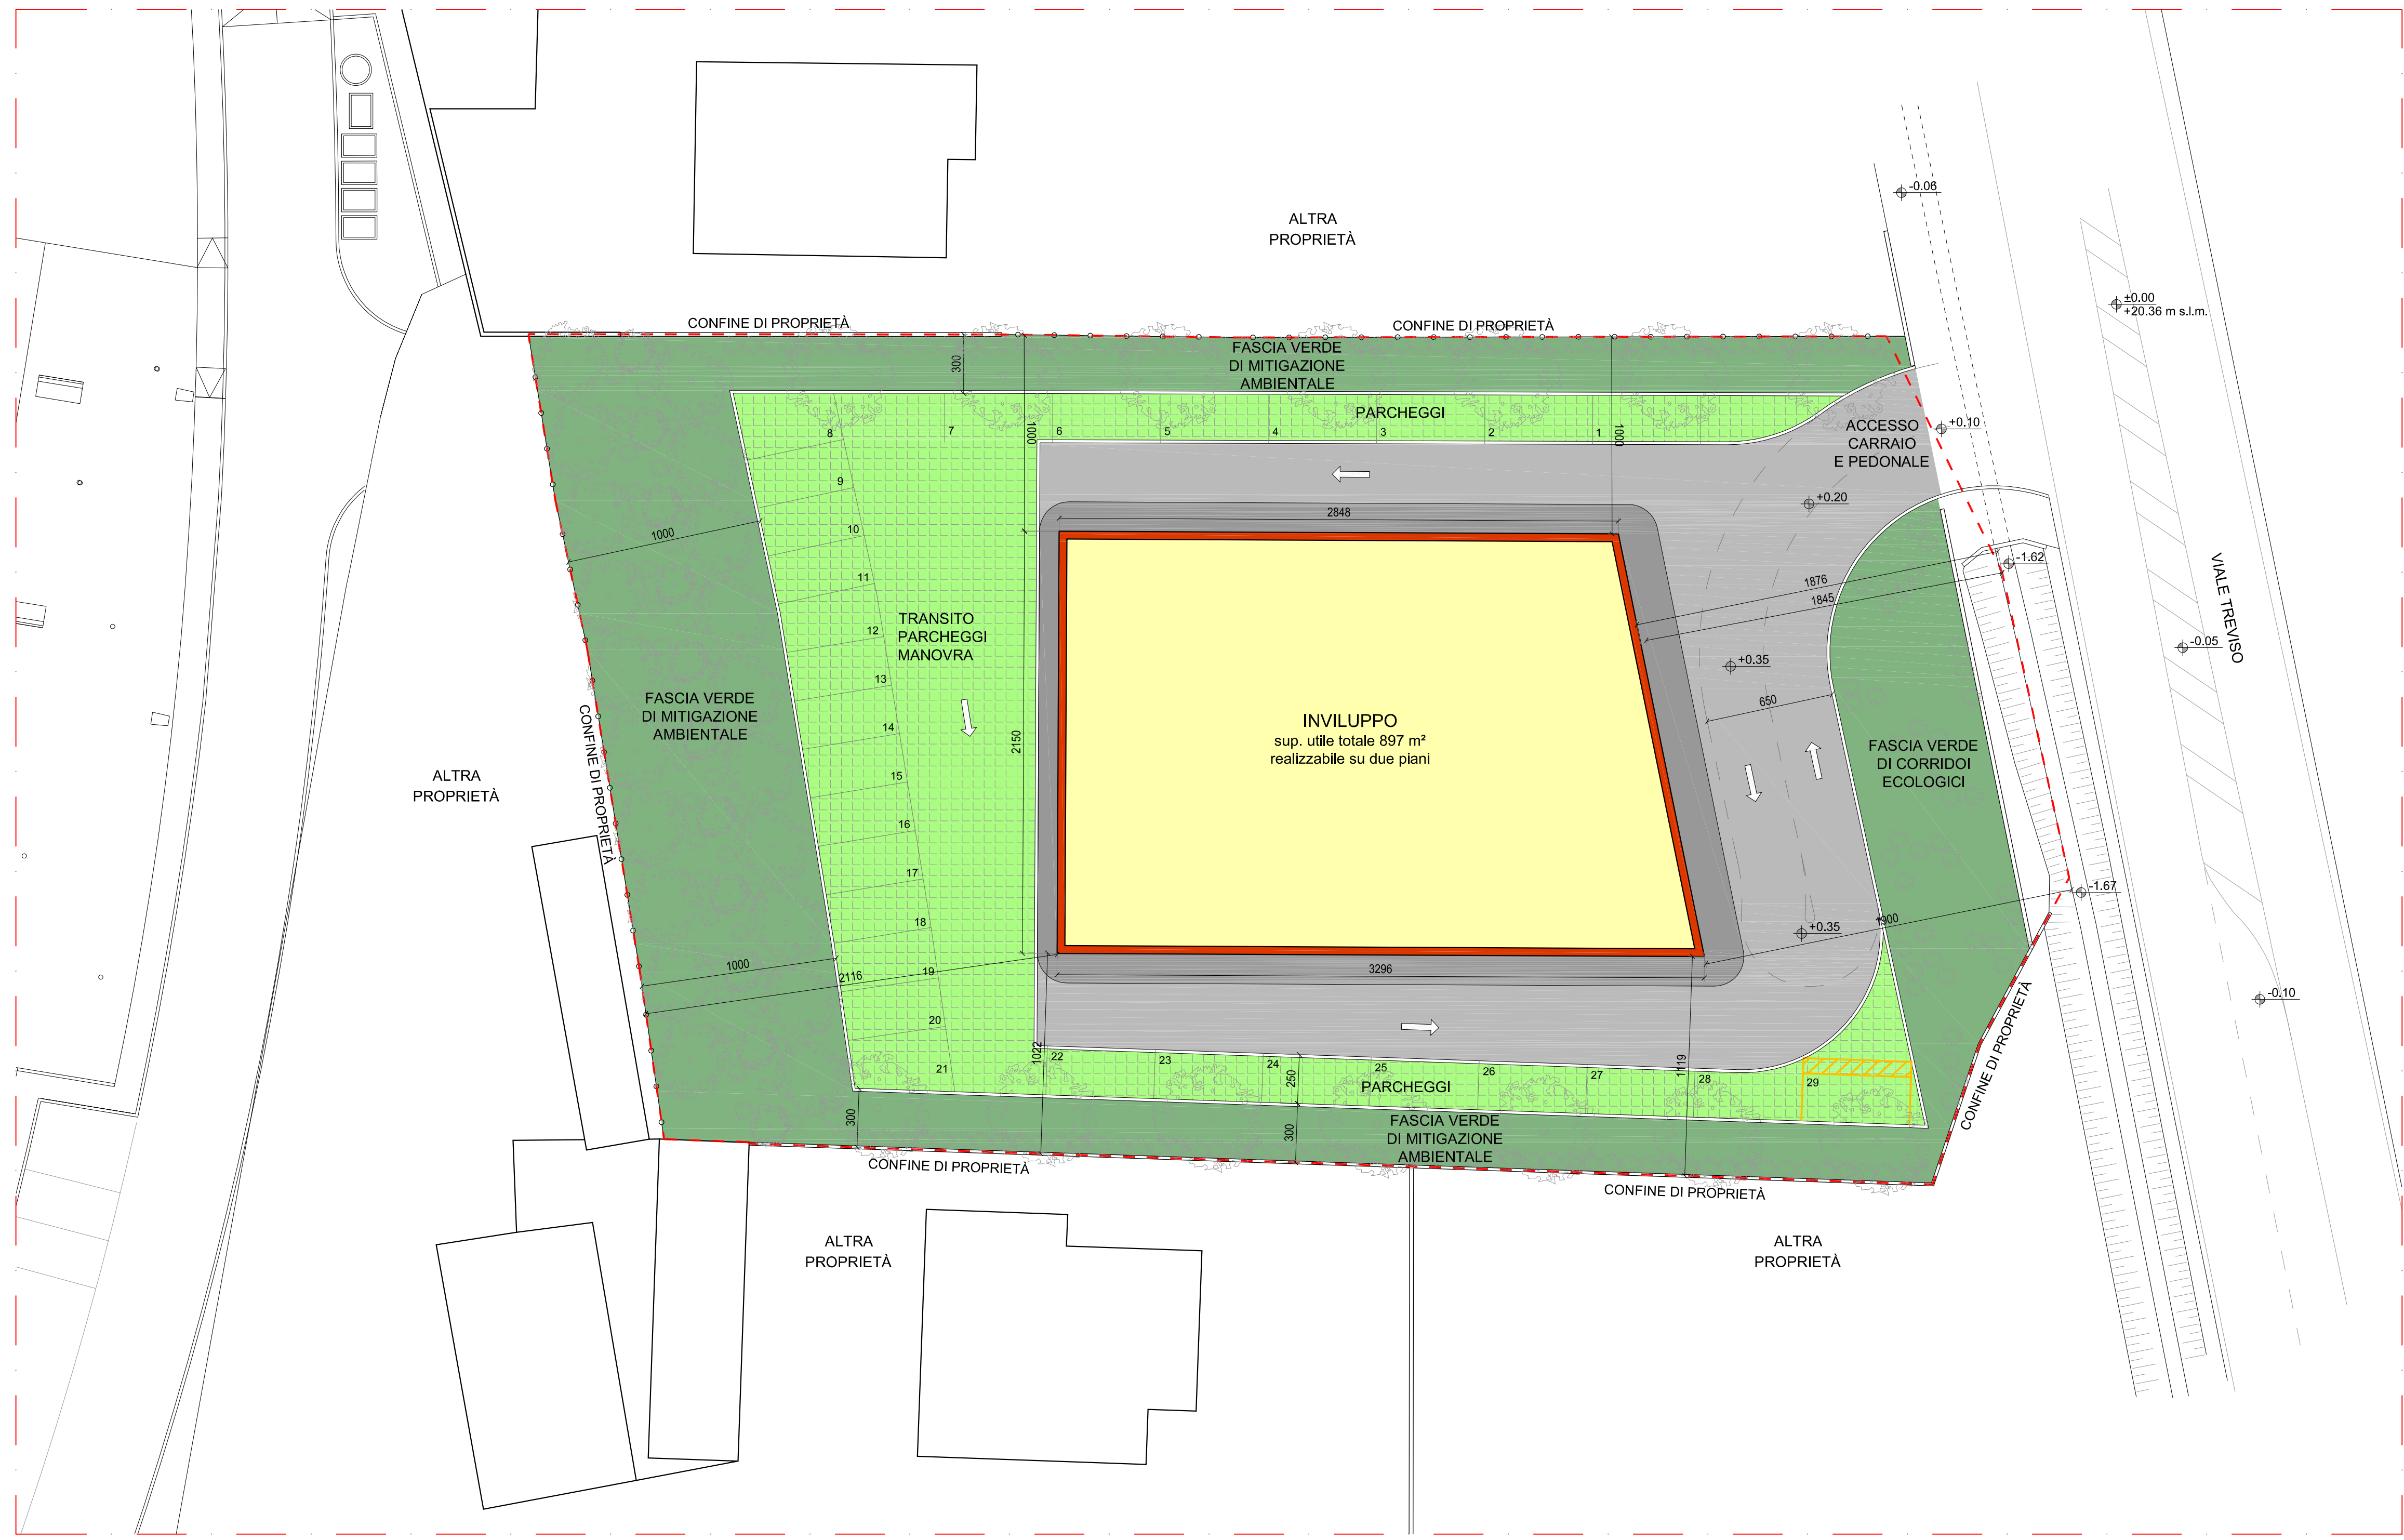 -0.06
ALTRA
PROPRIETÀ
±0.00
+20.36 m s.l.m.
CONFINE DI PROPRIETÀ
CONFINE DI PROPRIETÀ
FASCIA VERDE
DI MITIGAZIONE
AMBIENTALE
300
PARCHEGGI
8
7
1000
6
5
4
3
2
1
1000
ACCESSO
CARRAIO
E PEDONALE
+0.10
9
+0.20
2848
10
1000
-1.62
11
1876
1845
VIALE TREVISO
12
TRANSITO
PARCHEGGI
MANOVRA
-0.05
+0.35
13
650
FASCIA VERDE
DI MITIGAZIONE
AMBIENTALE
14
2150
INVILUPPO
sup. utile totale 897 m²
realizzabile su due piani
FASCIA VERDE
DI CORRIDOI
ECOLOGICI
CONFINE DI PROPRIETÀ
ALTRA
PROPRIETÀ
15
16
17
-1.67
18
1900
+0.35
1000
2116
19
3296
-0.10
20
CONFINE DI PROPRIETÀ
1022
22
23
24
25
26
27
28
29
21
250
1119
PARCHEGGI
300
300
FASCIA VERDE
DI MITIGAZIONE
AMBIENTALE
CONFINE DI PROPRIETÀ
CONFINE DI PROPRIETÀ
ALTRA
PROPRIETÀ
ALTRA
PROPRIETÀ